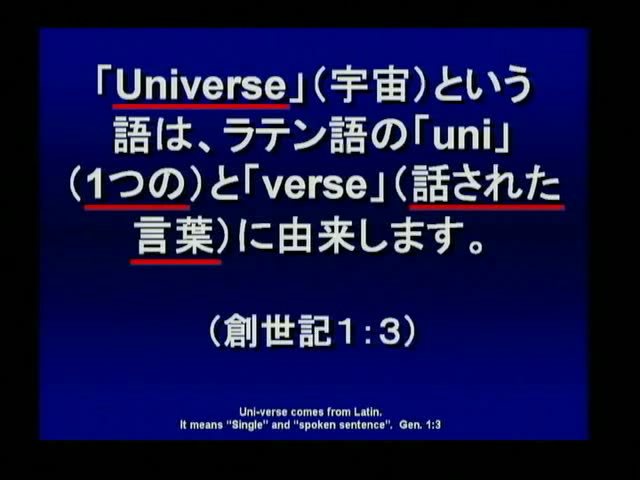 「Universe」（宇宙）という
語は、ラテン語の「uni」
（1つの）と「verse」（話された
言葉）に由来します。
（創世記１：３）
Uni-verse comes from Latin.
It means “Single” and “spoken sentence”.  Gen. 1:3